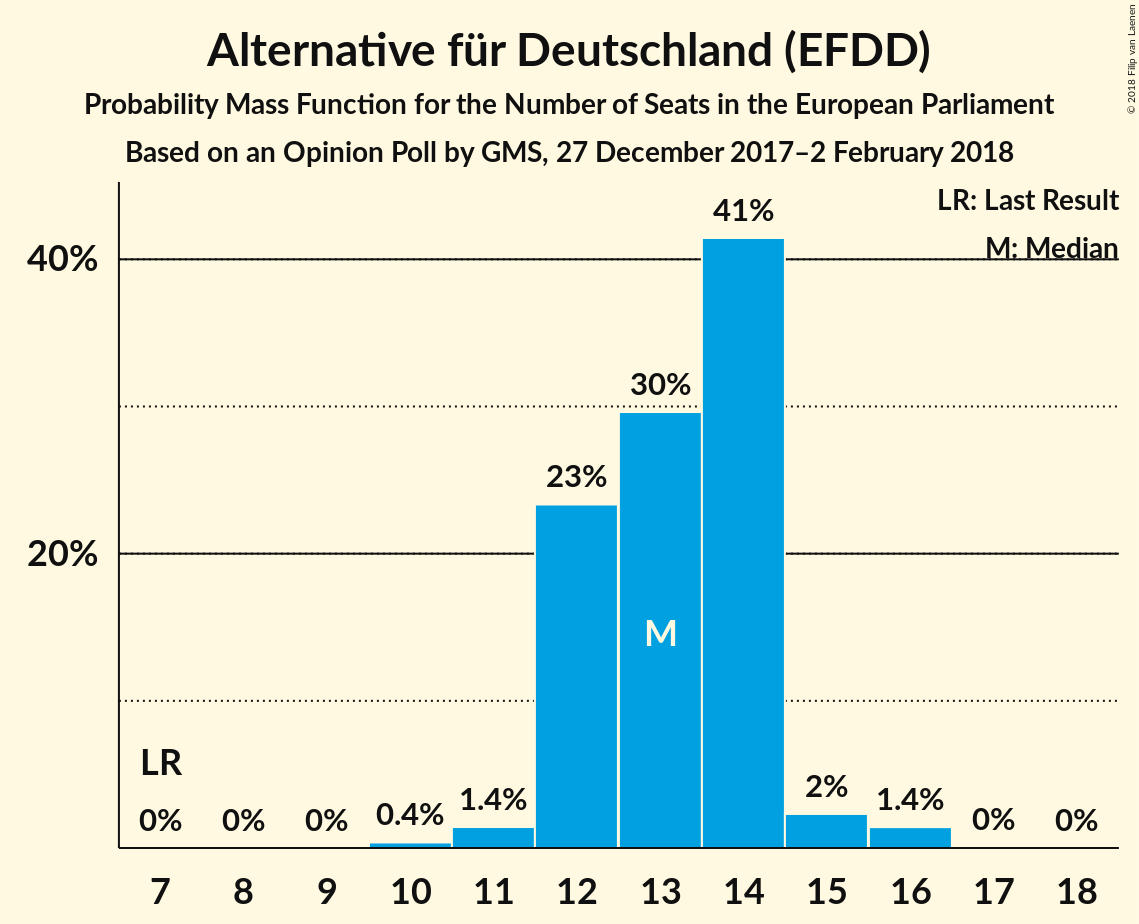 © 2018 Filip van Laenen
Alternative für Deutschland (EFDD)
Probability Mass Function for the Number of Seats in the European Parliament
Based on an Opinion Poll by GMS, 27 December 2017–2 February 2018
LR: Last Result
M: Median
40%
20%
41%
30%
23%
M
LR
0% 0% 0% 0.4% 1.4% 2% 1.4% 0% 0%
7 8 9 10 11 12 13 14 15 16 17 18